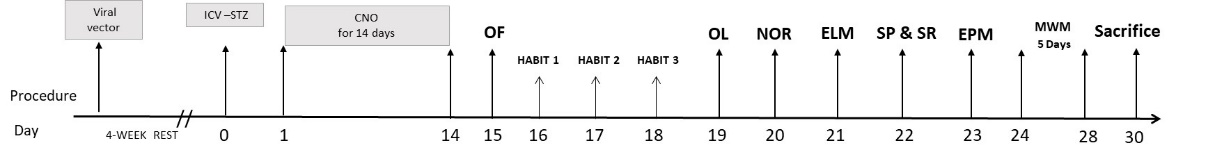 Viral
vector
ICV –STZ
CNO
for 14 days
OF
HABIT 1
HABIT 2
HABIT 3
OL
NOR
ELM
SP & SR
EPM
MWM
5 Days
Sacrifice
Procedure
Day
4-WEEK REST
0
1
14
15
16
17
18
19
20
21
22
23
24
28
30